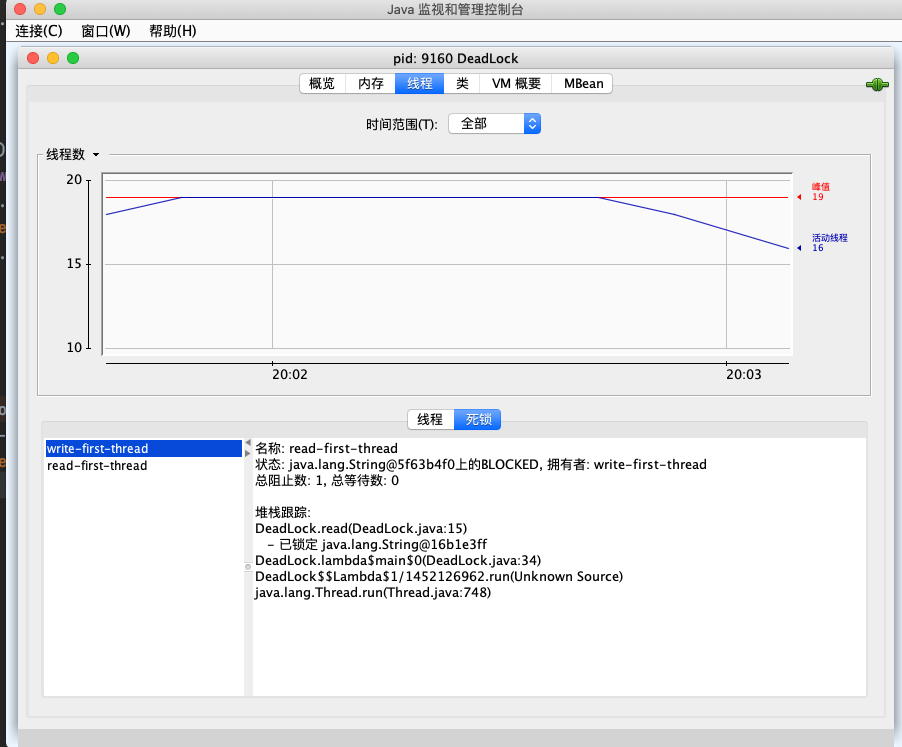 Java 监视和管理控制台
连接(C) 窗口(W) 帮助(H)
pid: 9160 DeadLock
概览 内存 线程 类 VM 概要 MBean
时间范围(T): 全部
线程数
20
15
10
峰值
19
活动线程
16
20:02 20:03
线程 死锁
write-first-thread
read-first-thread
名称: read-first-thread
状态: java.lang.String@5f63b4f0上的BLOCKED, 拥有者: write-first-thread
总阻止数: 1, 总等待数: 0
堆栈跟踪:
DeadLock.read(DeadLock.java:15)
- 已锁定 java.lang.String@16b1e3ff
DeadLock.lambda$main$0(DeadLock.java:34)
DeadLock$$Lambda$1/1452126962.run(Unknown Source)
java.lang.Thread.run(Thread.java:748)